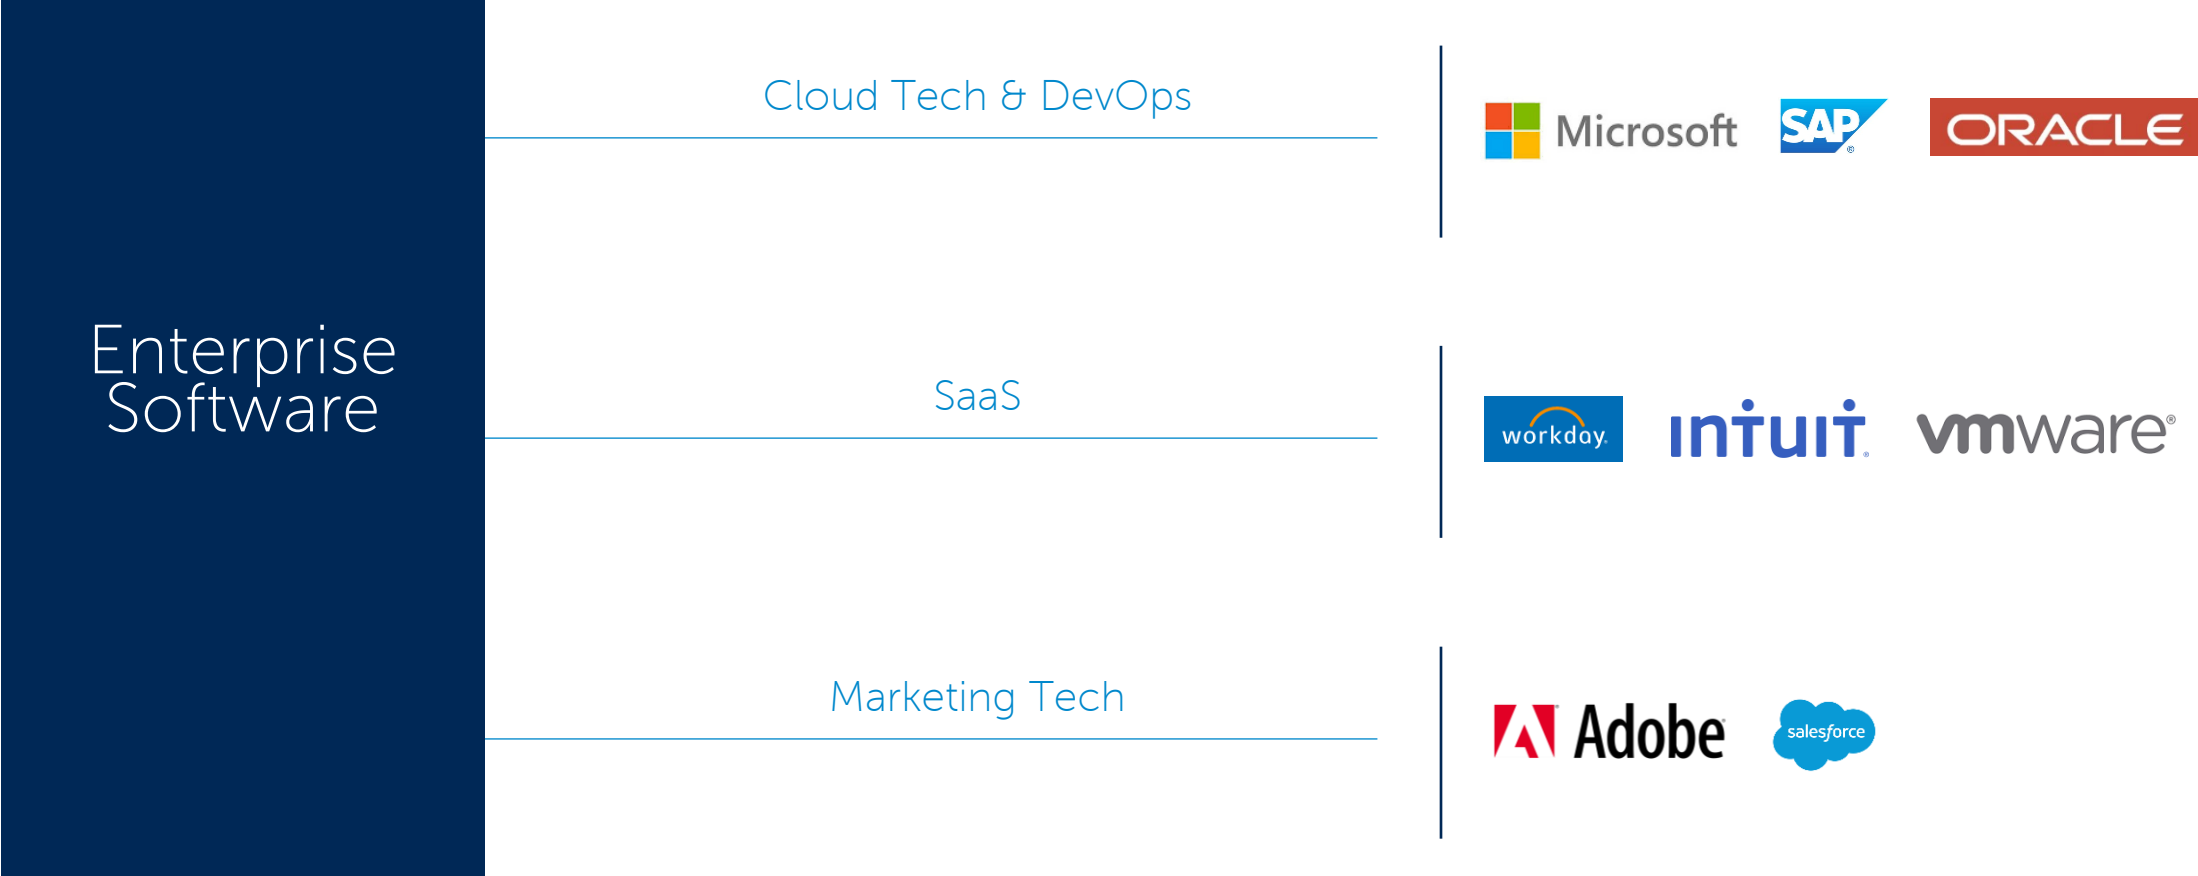 Enterprise
Software
Cloud Tech & DevOps
Microsoft
SAP®
ORACLE
SaaS
workday.
intuit®
vmware®
Marketing Tech
Adobe
salesforce